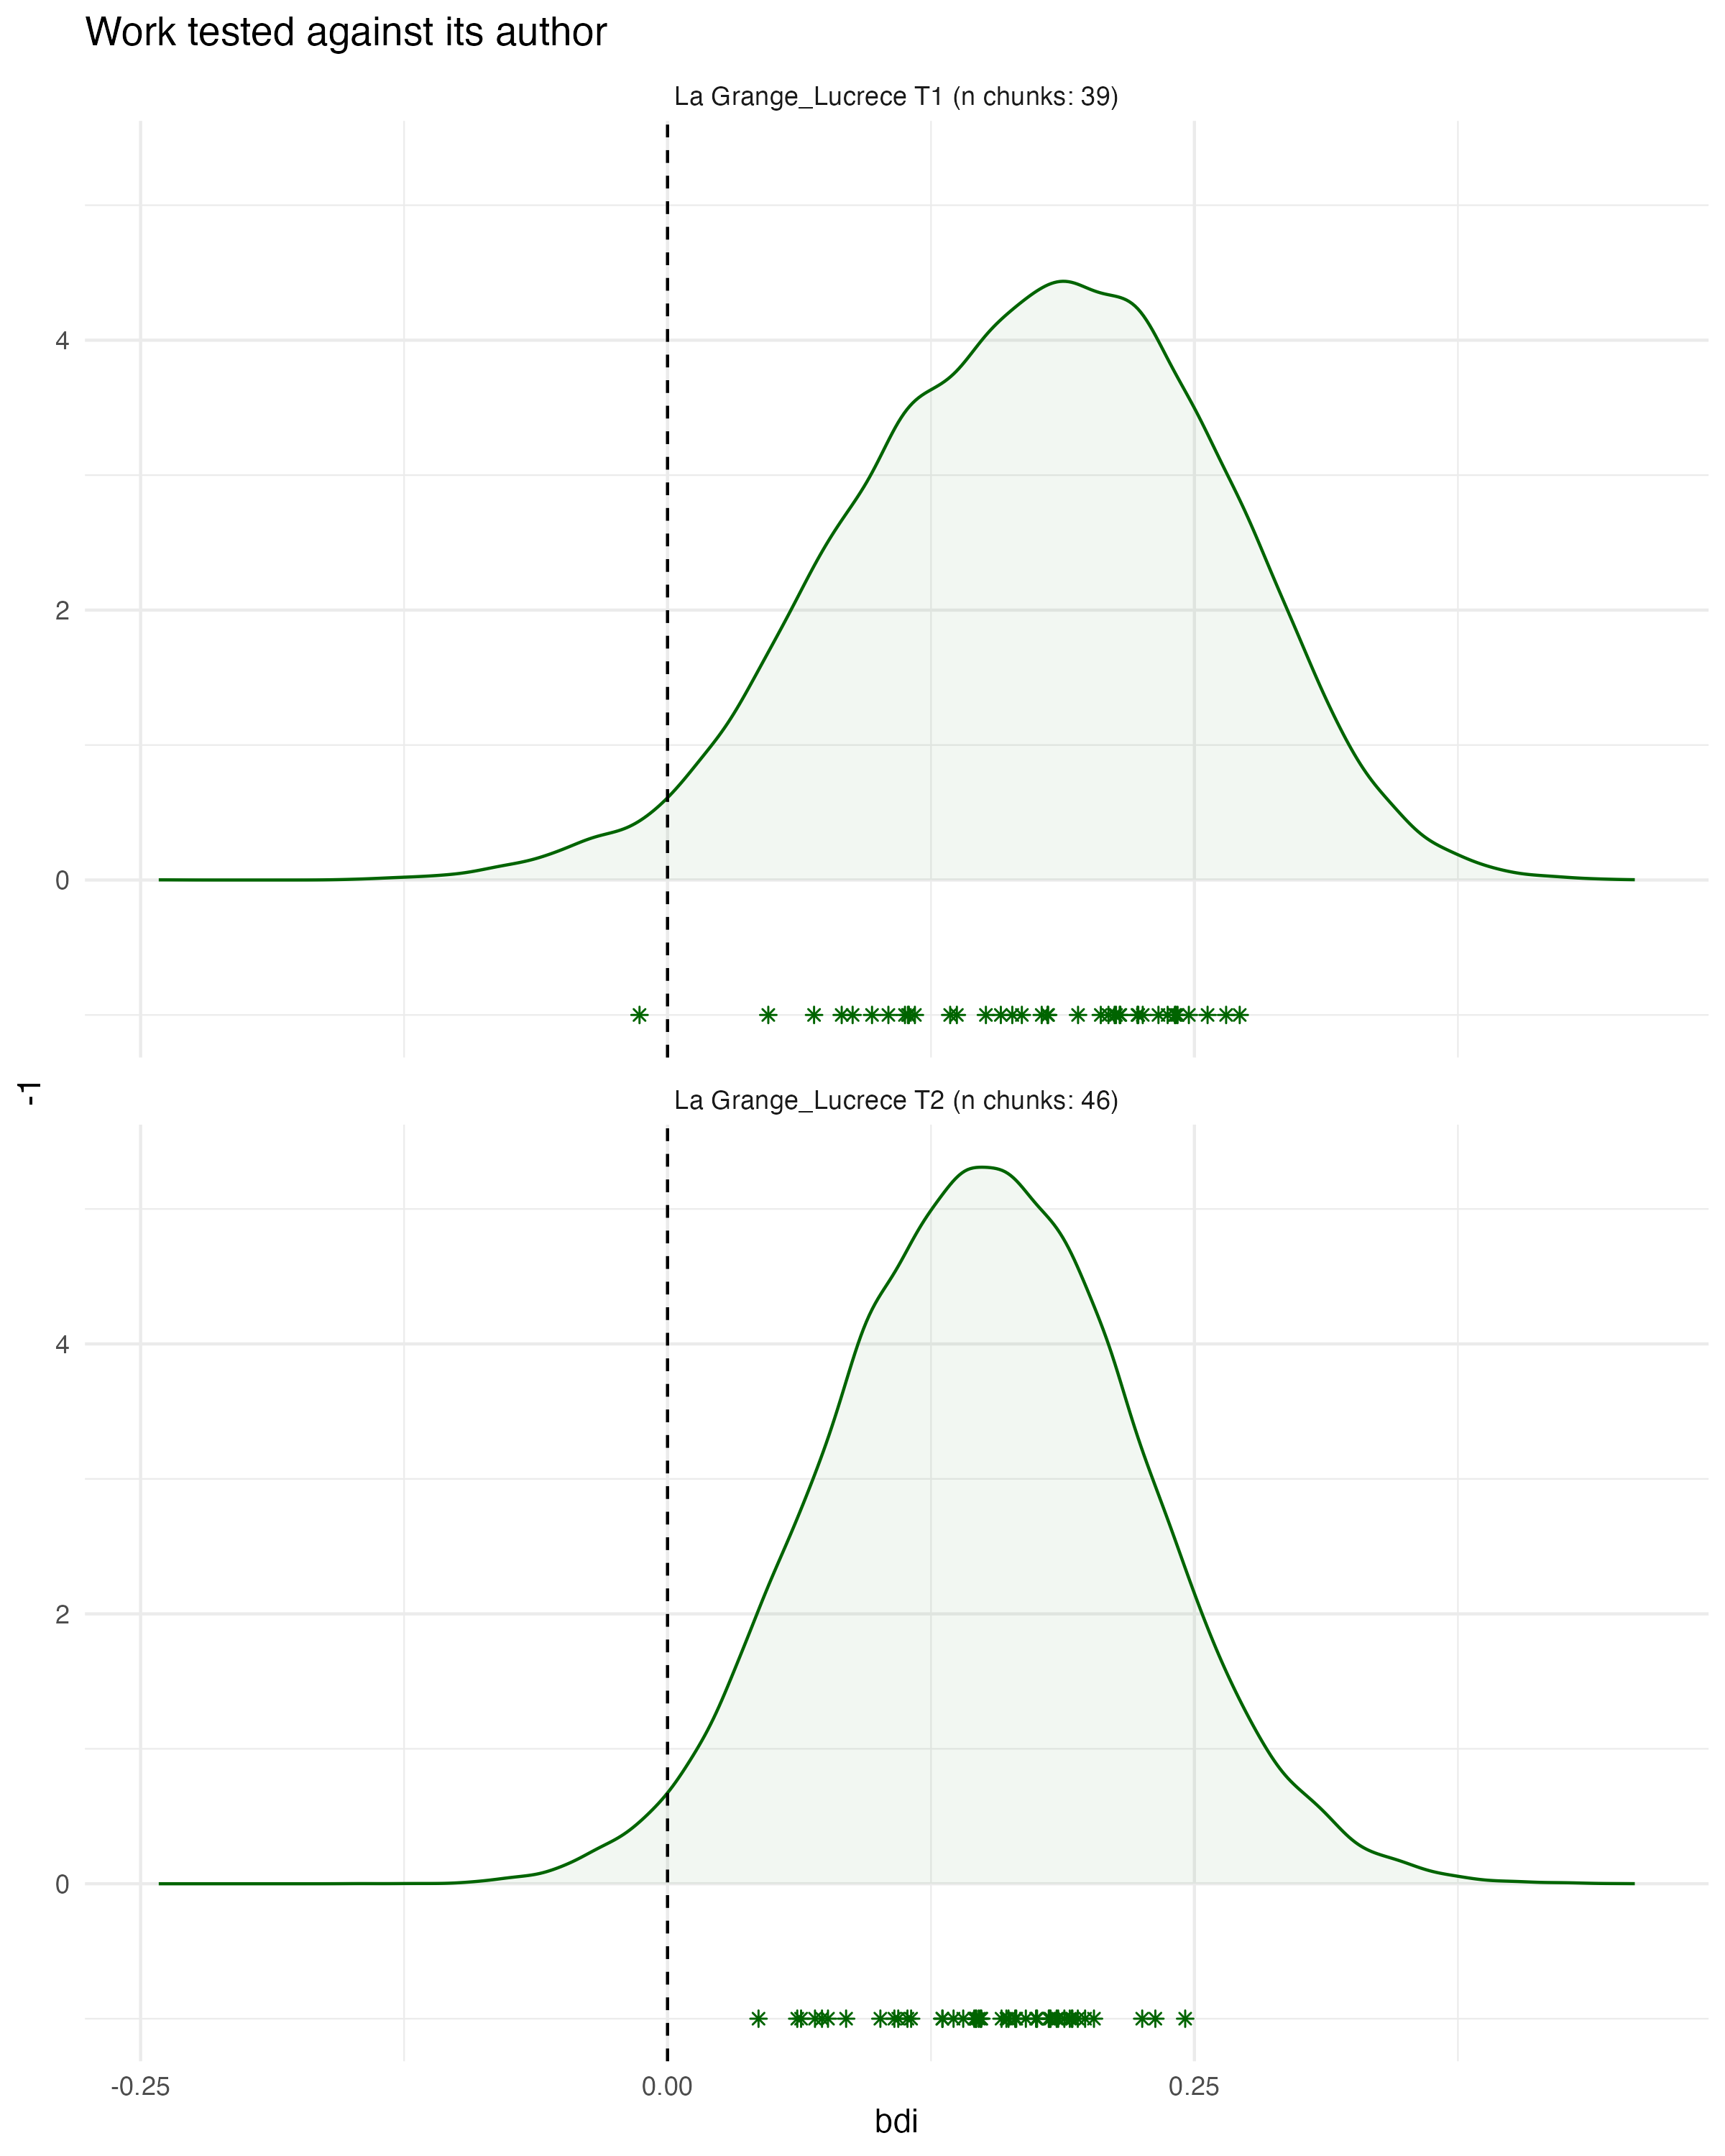 Work tested against its author
La Grange_Lucrece T1 (n chunks: 39)
4
2
0
-1
La Grange_Lucrece T2 (n chunks: 46)
4
2
0
-0.25 0.00 0.25
bdi